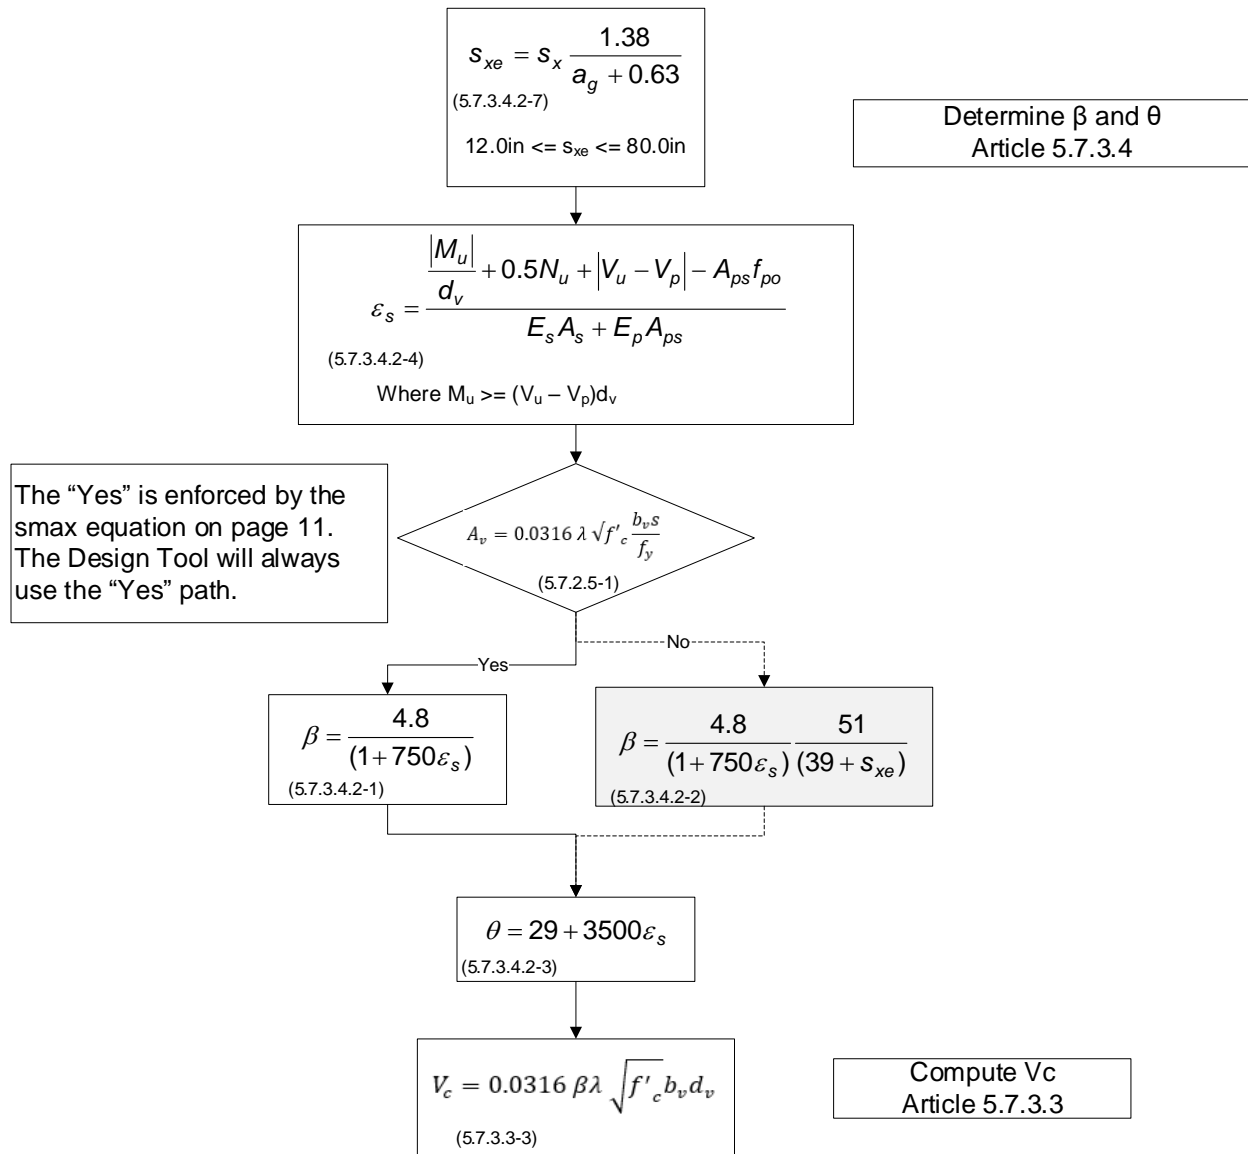 s_xe = s_x 1.38 / (a_g + 0.63)
(5.7.3.4.2-7)
12.0in <= s_xe <= 80.0in
Determine β and θ
Article 5.7.3.4
ε_s = (|M_u| / d_v + 0.5N_u + |V_u − V_p| − A_ps f_po) / (E_s A_s + E_p A_ps)
(5.7.3.4.2-4)
Where M_u >= (V_u – V_p)d_v
The “Yes” is enforced by the
smax equation on page 11.
The Design Tool will always
use the “Yes” path.
A_v = 0.0316 λ √f'_c b_v s / f_y
(5.7.2.5-1)
No
Yes
β = 4.8 / (1 + 750ε_s)
(5.7.3.4.2-1)
β = 4.8 / (1 + 750ε_s) 51 / (39 + s_xe)
(5.7.3.4.2-2)
θ = 29 + 3500ε_s
(5.7.3.4.2-3)
V_c = 0.0316 βλ √f'_c b_v d_v
(5.7.3.3-3)
Compute Vc
Article 5.7.3.3